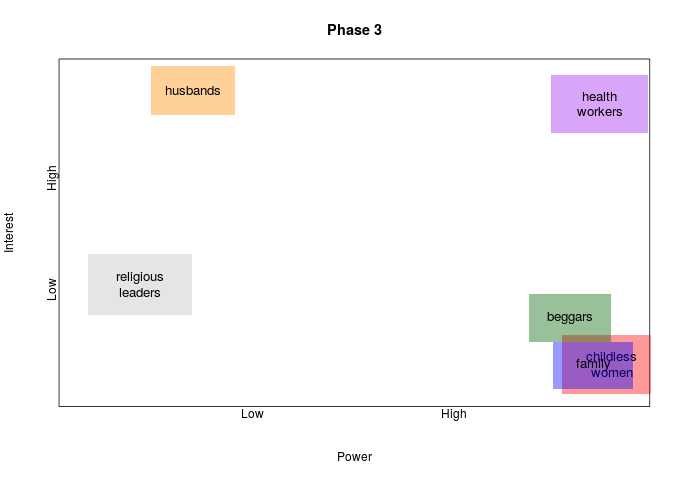 Phase 3
husbands
health
workers
High
Interest
religious
leaders
Low
beggars
childless
family
women
Low
High
Power